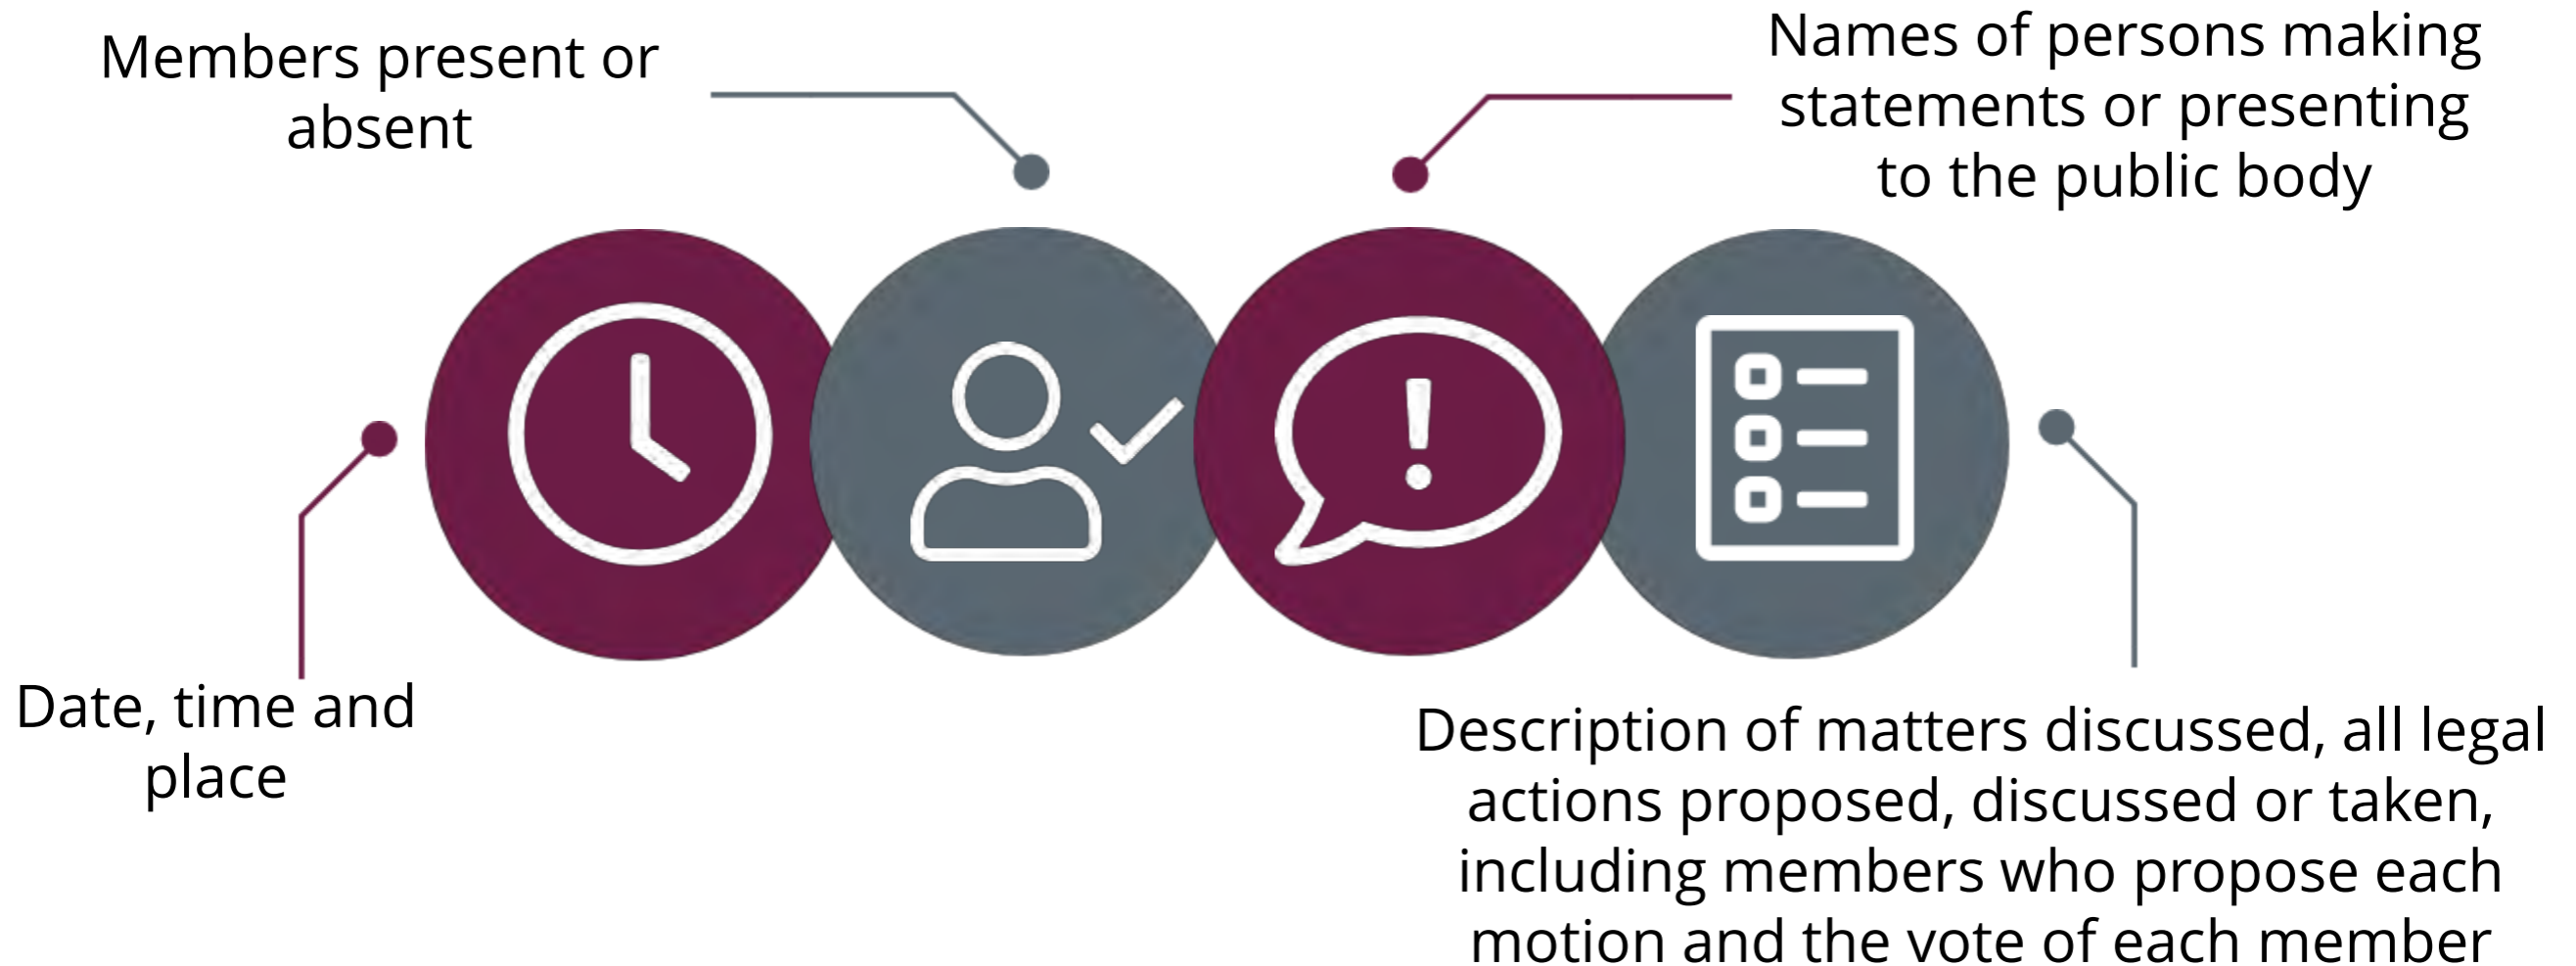 Members present or
absent
Names of persons making
statements or presenting
to the public body
Date, time and
place
Description of matters discussed, all legal
actions proposed, discussed or taken,
including members who propose each
motion and the vote of each member